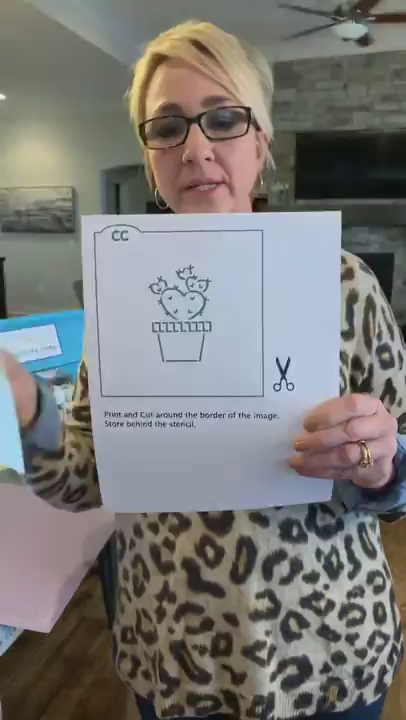 CC
Print and Cut around the border of the image.
Store behind the stencil.